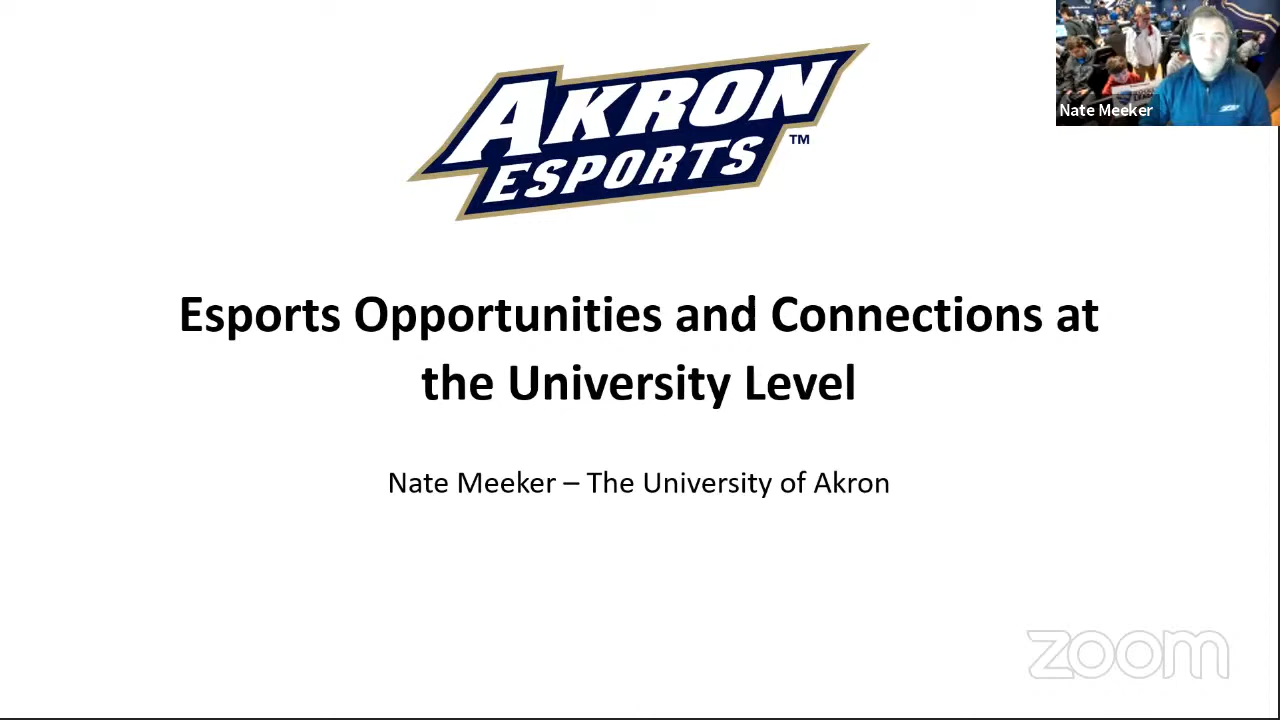 AKRON
ESPORTS
TM
Nate Meeker
Esports Opportunities and Connections at
the University Level
Nate Meeker – The University of Akron
zoom